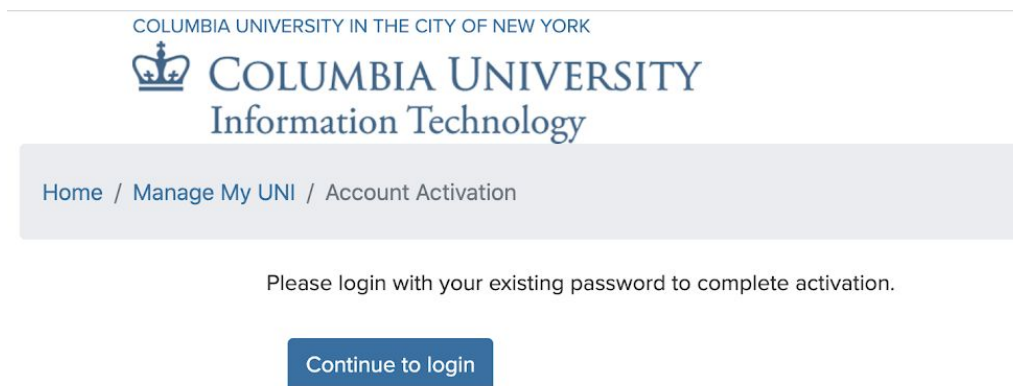 COLUMBIA UNIVERSITY IN THE CITY OF NEW YORK
COLUMBIA UNIVERSITY
Information Technology
Home / Manage My UNI / Account Activation
Please login with your existing password to complete activation.
Continue to login